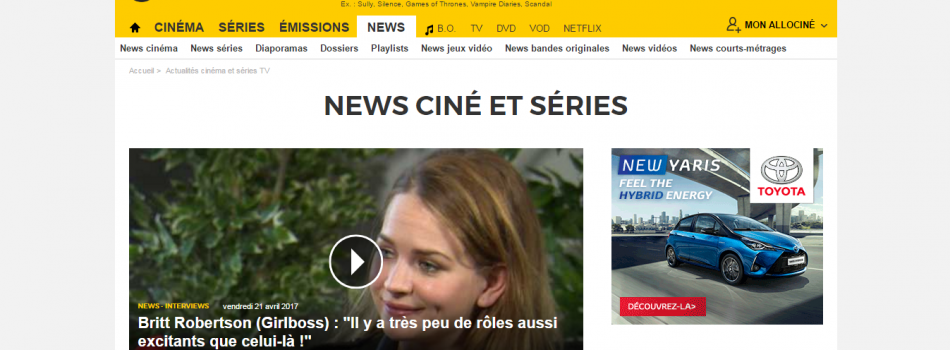 Ex. : Sully, Silence, Games of Thrones, Vampire Diaries, Scandal
CINÉMA SÉRIES ÉMISSIONS NEWS B.O. TV DVD VOD NETFLIX MON ALLOCINÉ
News cinéma News séries Diaporamas Dossiers Playlists News jeux vidéo News bandes originales News vidéos News courts-métrages
Accueil > Actualités cinéma et séries TV
NEWS CINÉ ET SÉRIES
NEWS - INTERVIEWS vendredi 21 avril 2017
Britt Robertson (Girlboss) : "Il y a très peu de rôles aussi
excitants que celui-là !"
NEW YARIS
FEEL THE
HYBRID ENERGY
TOYOTA
DÉCOUVREZ-LA>